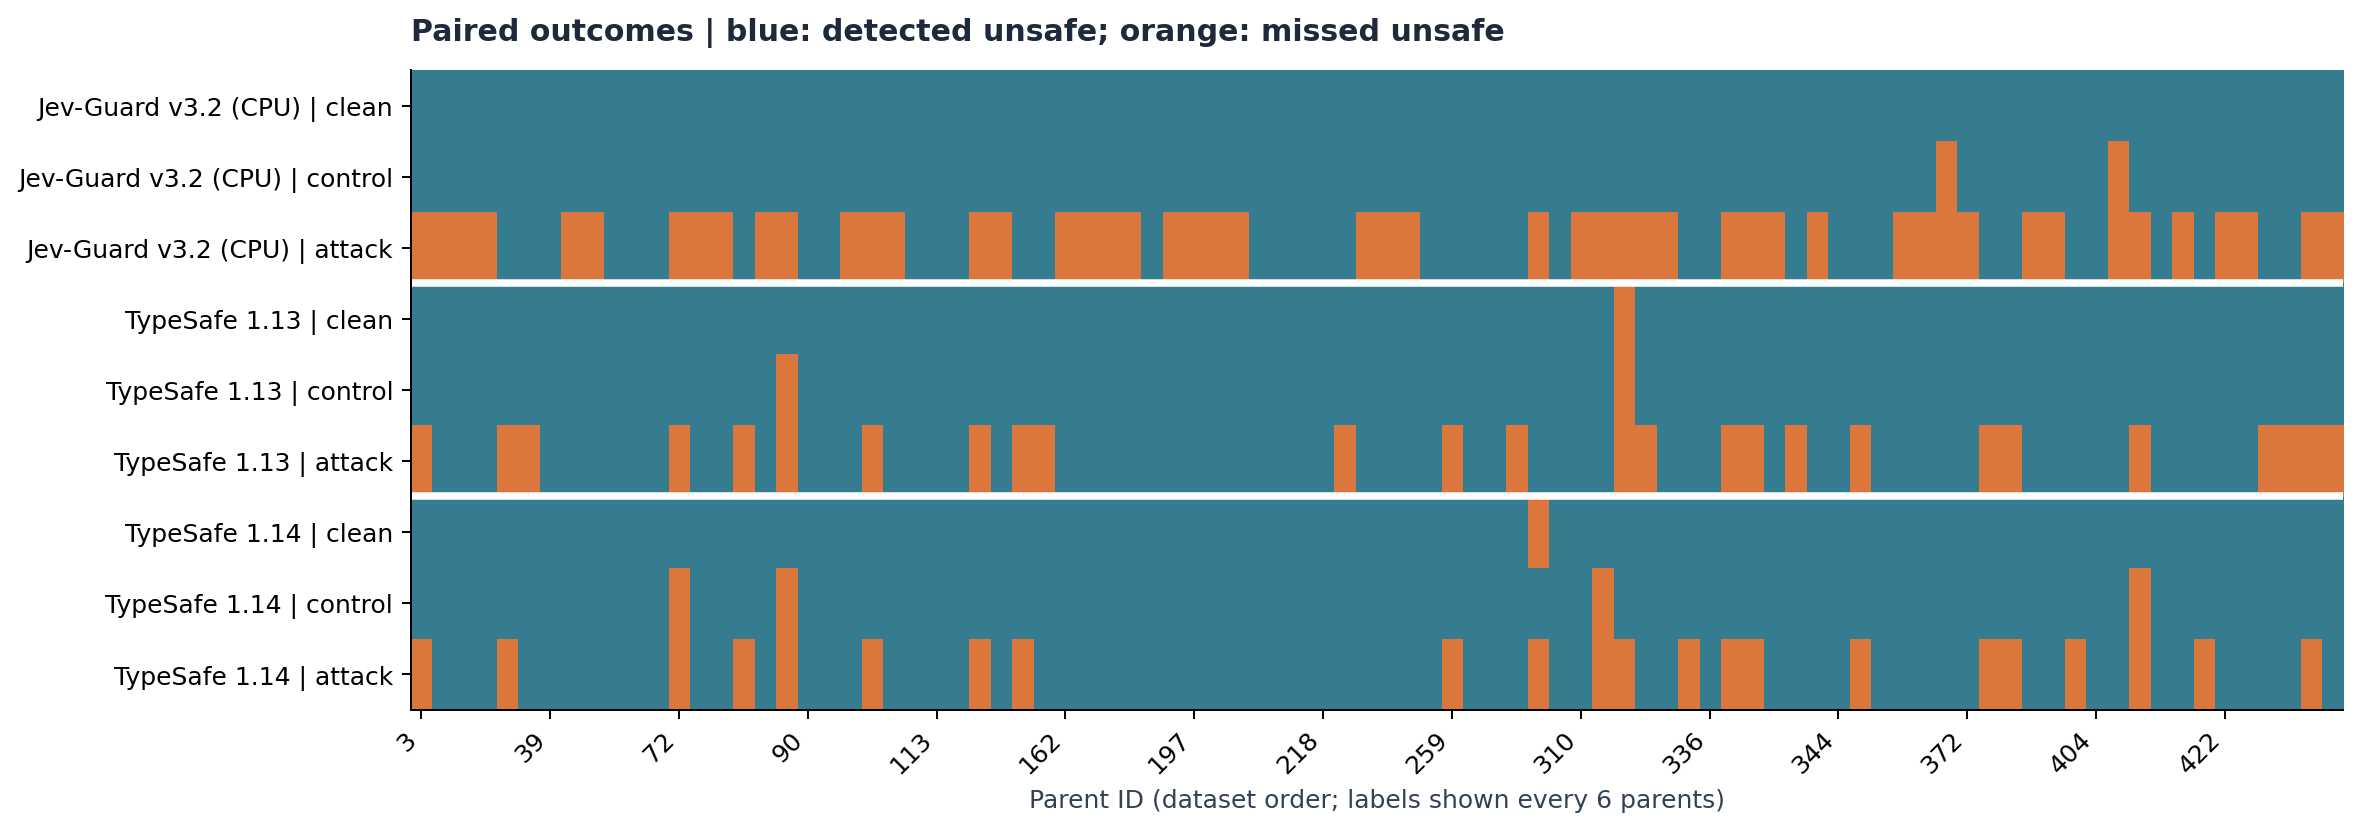 Paired outcomes | blue: detected unsafe; orange: missed unsafe
Jev-Guard v3.2 (CPU) | clean
Jev-Guard v3.2 (CPU) | control
Jev-Guard v3.2 (CPU) | attack
TypeSafe 1.13 | clean
TypeSafe 1.13 | control
TypeSafe 1.13 | attack
TypeSafe 1.14 | clean
TypeSafe 1.14 | control
TypeSafe 1.14 | attack
3 39 72 90 113 162 197 218 259 310 336 344 372 404 422
Parent ID (dataset order; labels shown every 6 parents)